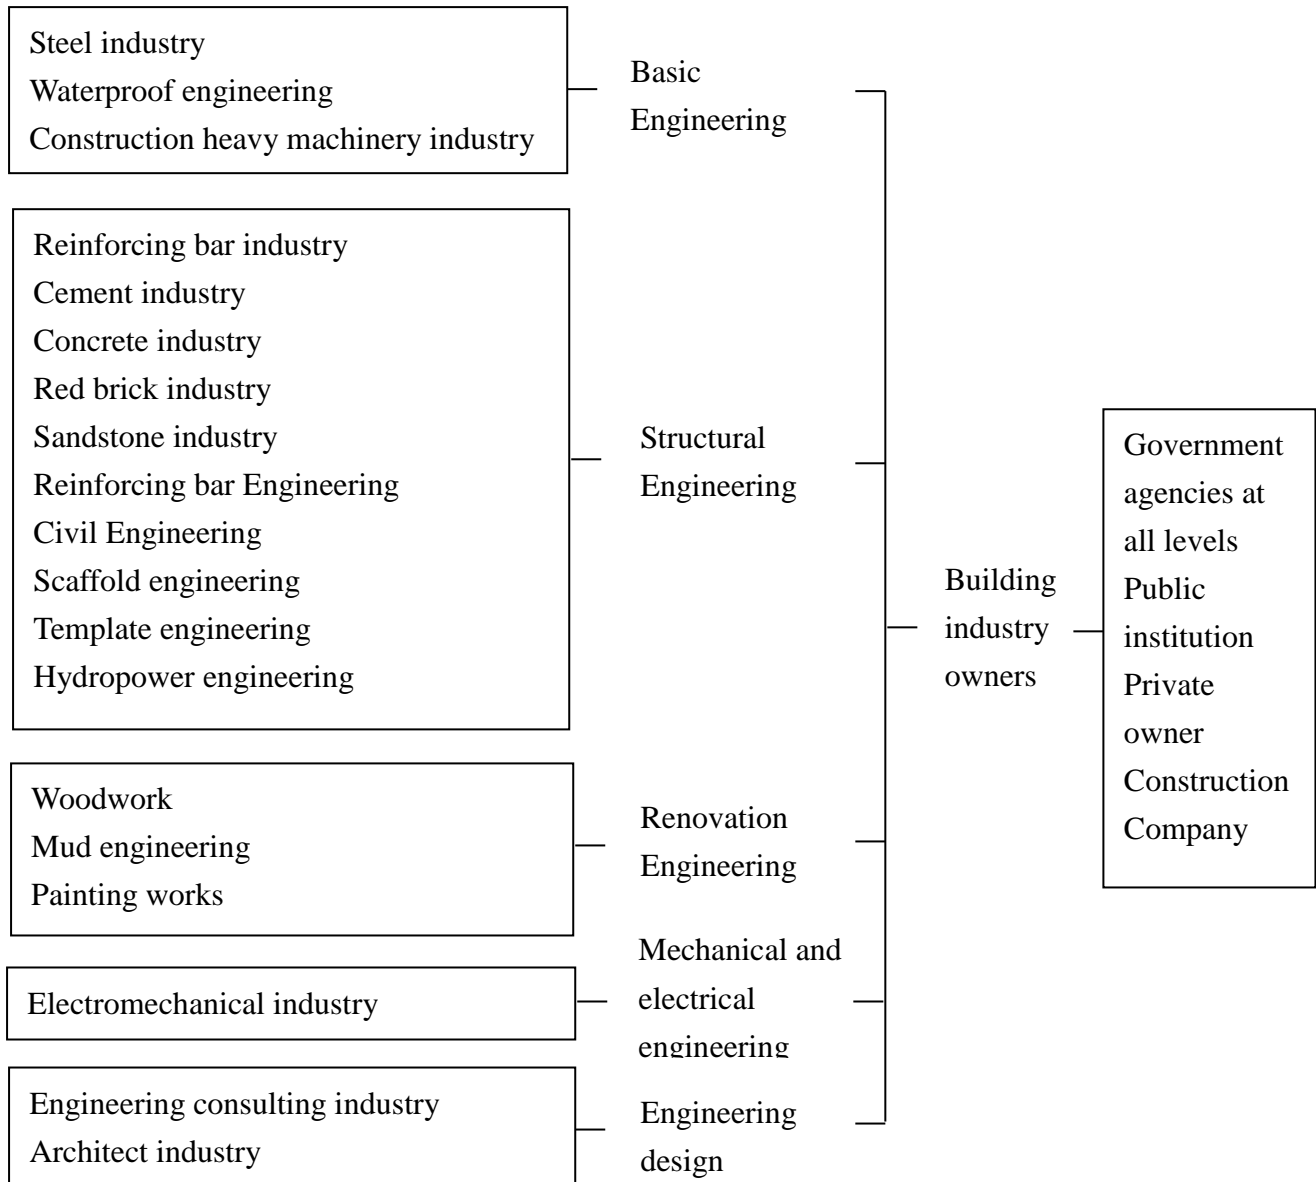 Steel industry
Waterproof engineering
Construction heavy machinery industry
Basic
Engineering
Reinforcing bar industry
Cement industry
Concrete industry
Red brick industry
Sandstone industry
Reinforcing bar Engineering
Civil Engineering
Scaffold engineering
Template engineering
Hydropower engineering
Structural
Engineering
Woodwork
Mud engineering
Painting works
Renovation
Engineering
Electromechanical industry
Mechanical and
electrical
engineering
Engineering consulting industry
Architect industry
Engineering
design
Building
industry
owners
Government
agencies at
all levels
Public
institution
Private
owner
Construction
Company